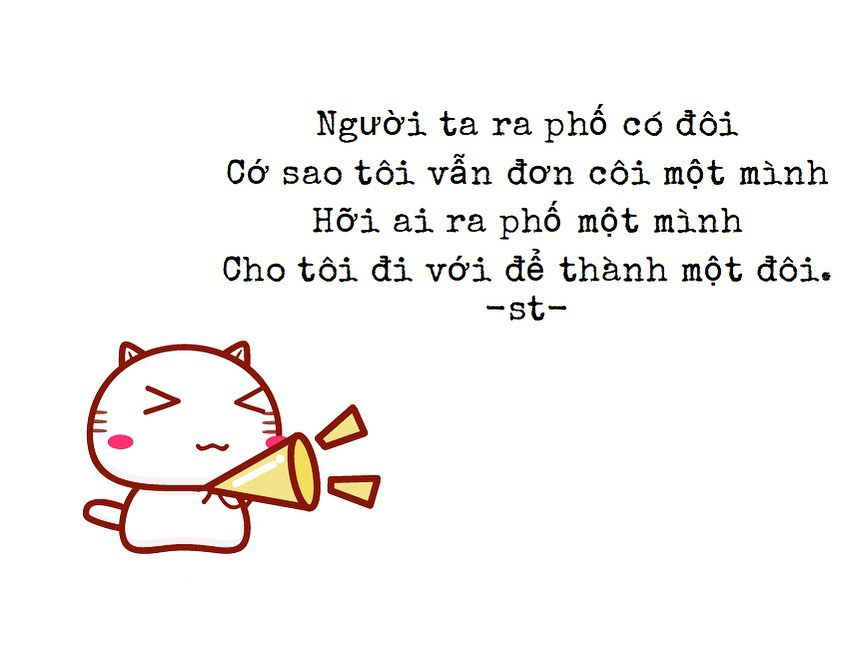 Người ta ra phố có đôi
Cớ sao tôi vẫn đơn côi một mình
Hỡi ai ra phố một mình
Cho tôi đi với để thành một đôi.
-st-